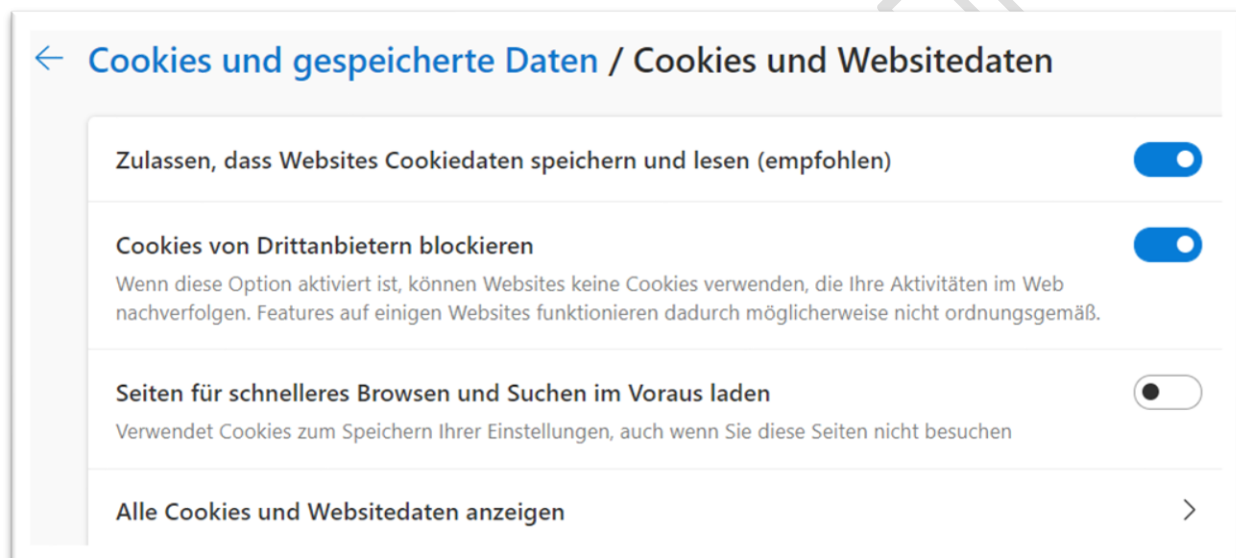 Cookies und gespeicherte Daten / Cookies und Websitedaten
Zulassen, dass Websites Cookiedaten speichern und lesen (empfohlen)
Cookies von Drittanbietern blockieren
Wenn diese Option aktiviert ist, können Websites keine Cookies verwenden, die Ihre Aktivitäten im Web
nachverfolgen. Features auf einigen Websites funktionieren dadurch möglicherweise nicht ordnungsgemäß.
Seiten für schnelleres Browsen und Suchen im Voraus laden
Verwendet Cookies zum Speichern Ihrer Einstellungen, auch wenn Sie diese Seiten nicht besuchen
Alle Cookies und Websitedaten anzeigen